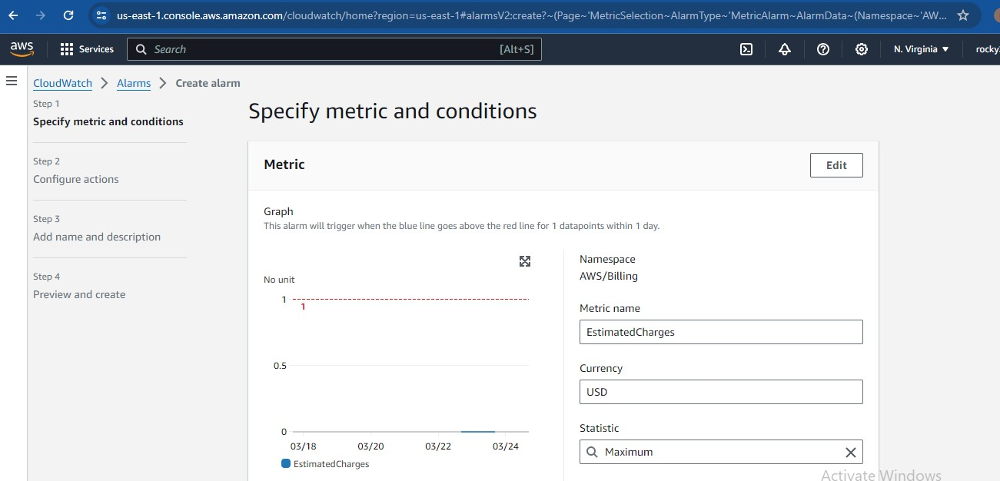 us-east-1.console.aws.amazon.com/cloudwatch/home?region=us-east-1#alarmsV2:create?~(Page~'MetricSelection~AlarmType~'MetricAlarm~AlarmData~(Namespace~'AW...
aws
Services
Search
[Alt+S]
N. Virginia
rocky
CloudWatch
Alarms
Create alarm
Step 1
Specify metric and conditions
Step 2
Configure actions
Step 3
Add name and description
Step 4
Preview and create
Specify metric and conditions
Metric
Edit
Graph
This alarm will trigger when the blue line goes above the red line for 1 datapoints within 1 day.
No unit
1
1
0.5
0
03/18 03/20 03/22 03/24
EstimatedCharges
Namespace
AWS/Billing
Metric name
EstimatedCharges
Currency
USD
Statistic
Maximum
Activate Windows